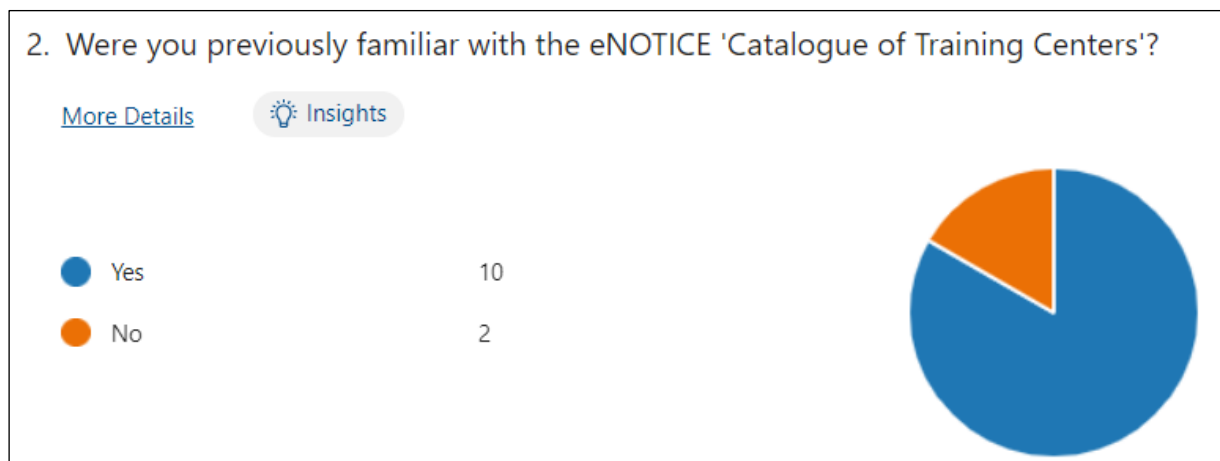 2. Were you previously familiar with the eNOTICE 'Catalogue of Training Centers'?
More Details Insights
Yes 10
No 2